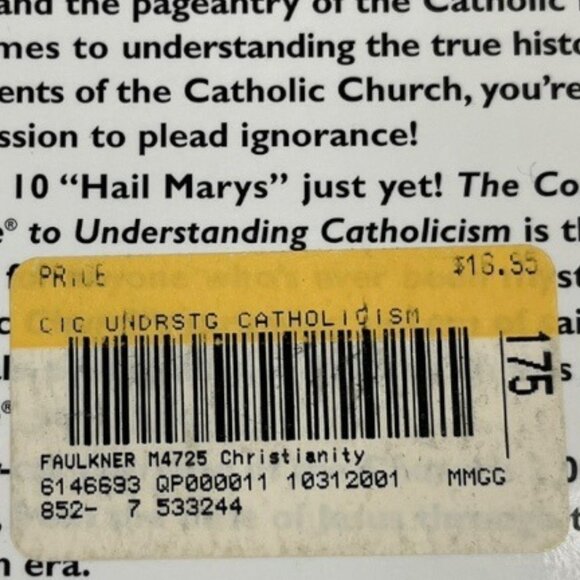 and the pageantry of the Catholic
mes to understanding the true histo
ents of the Catholic Church, you're
ssion to plead ignorance!
10 “Hail Marys” just yet! The Co
e® to Understanding Catholicism is th
PRICE $16.95
CIG UNDRSTG CATHOLICISM
175
FAULKNER M4725 Christianity
6146693 QP000011 10312001 MMGG
852- 7 533244
n era.